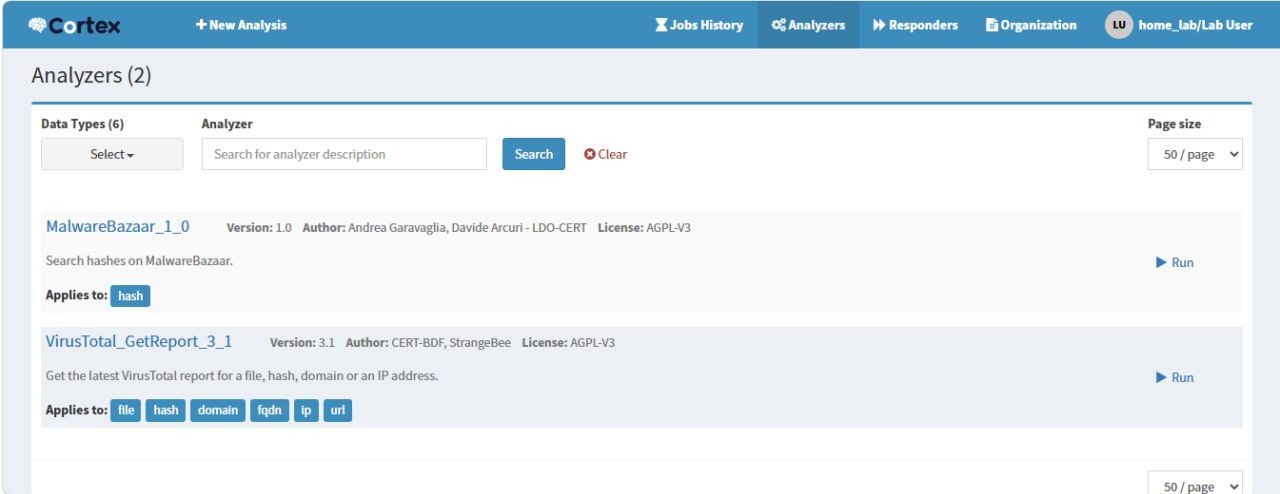 Cortex
New Analysis
Jobs History
Analyzers
Responders
Organization
LU
home_lab/Lab User
Analyzers (2)
Data Types (6)
Analyzer
Page size
Select
Search for analyzer description
Search
Clear
50 / page
MalwareBazaar_1_0 Version: 1.0 Author: Andrea Garavaglia, Davide Arcuri - LDO-CERT License: AGPL-V3
Search hashes on MalwareBazaar.
Run
Applies to: hash
VirusTotal_GetReport_3_1 Version: 3.1 Author: CERT-BDF, StrangeBee License: AGPL-V3
Get the latest VirusTotal report for a file, hash, domain or an IP address.
Run
Applies to: file hash domain fqdn ip url
50 / page